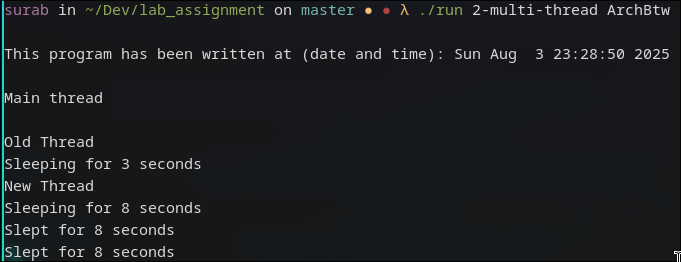 surab in ~/Dev/lab_assignment on master ● ● λ ./run 2-multi-thread ArchBtw
This program has been written at (date and time): Sun Aug  3 23:28:50 2025
Main thread
Old Thread
Sleeping for 3 seconds
New Thread
Sleeping for 8 seconds
Slept for 8 seconds
Slept for 8 seconds